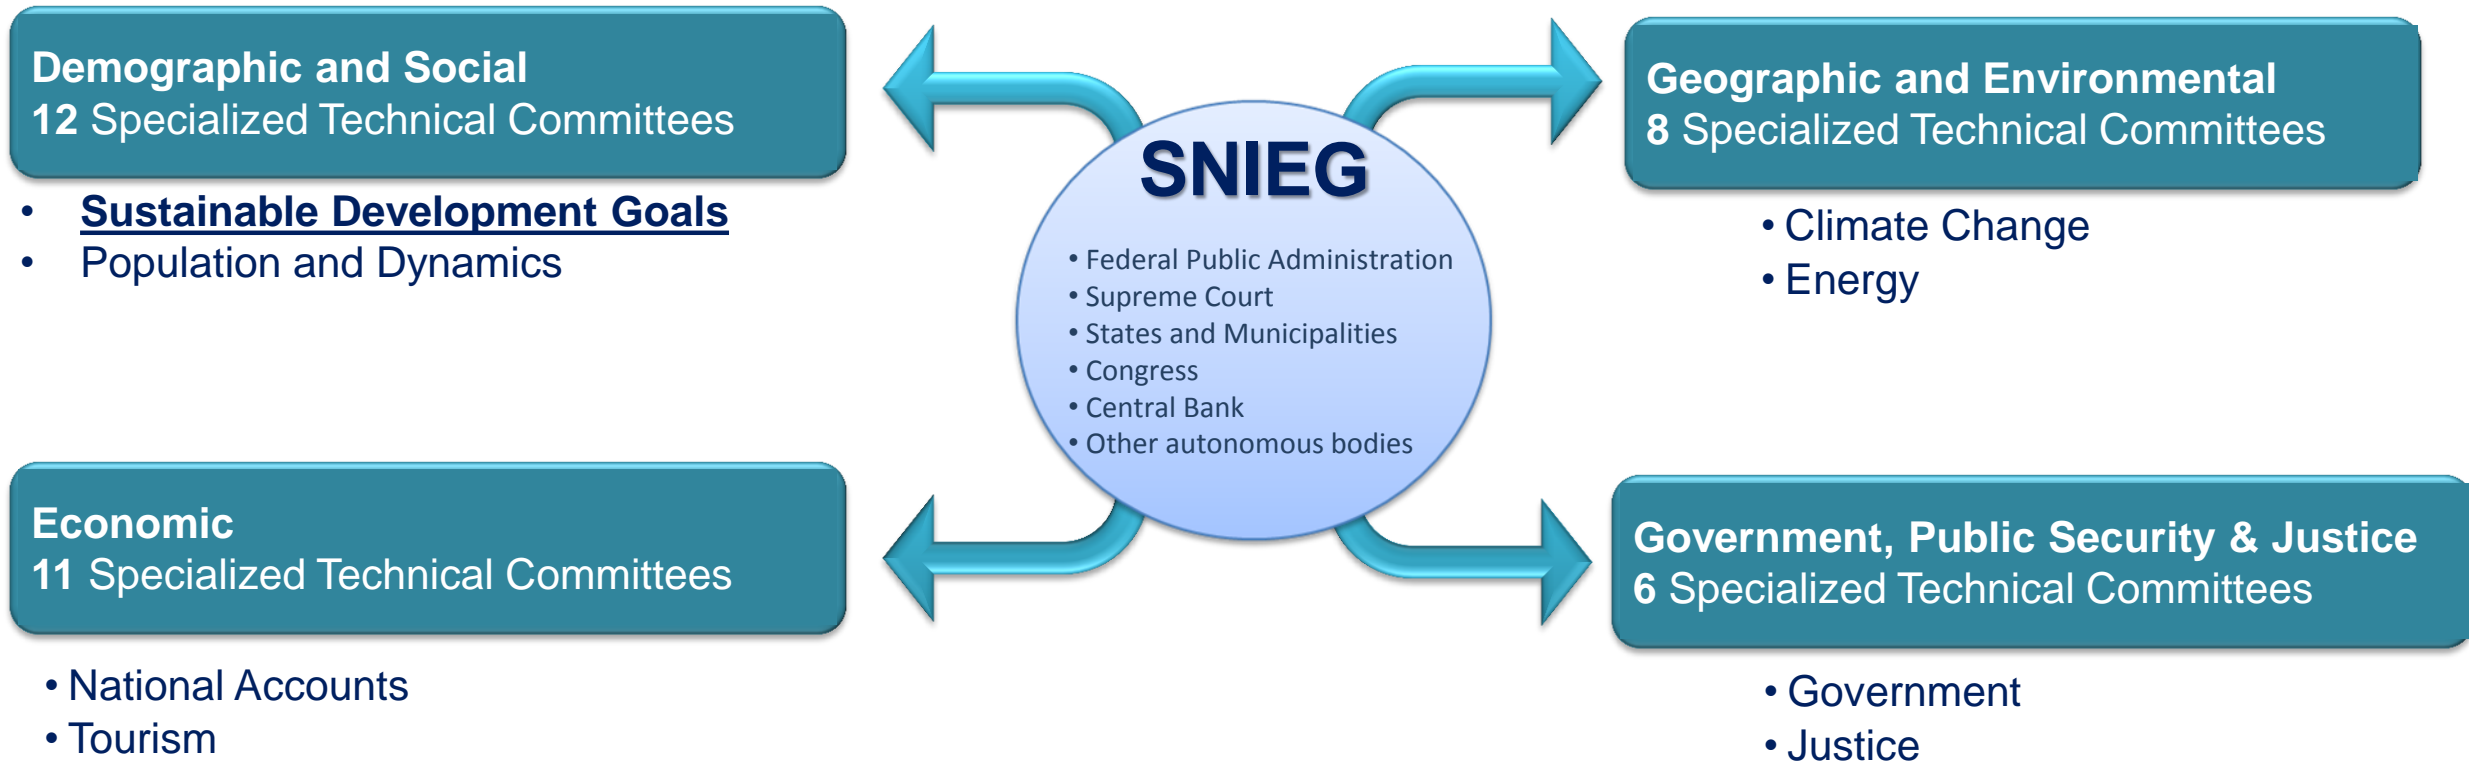 Demographic and Social
12 Specialized Technical Committees
• Sustainable Development Goals
• Population and Dynamics
SNIEG
• Federal Public Administration
• Supreme Court
• States and Municipalities
• Congress
• Central Bank
• Other autonomous bodies
Geographic and Environmental
8 Specialized Technical Committees
• Climate Change
• Energy
Economic
11 Specialized Technical Committees
• National Accounts
• Tourism
Government, Public Security & Justice
6 Specialized Technical Committees
• Government
• Justice